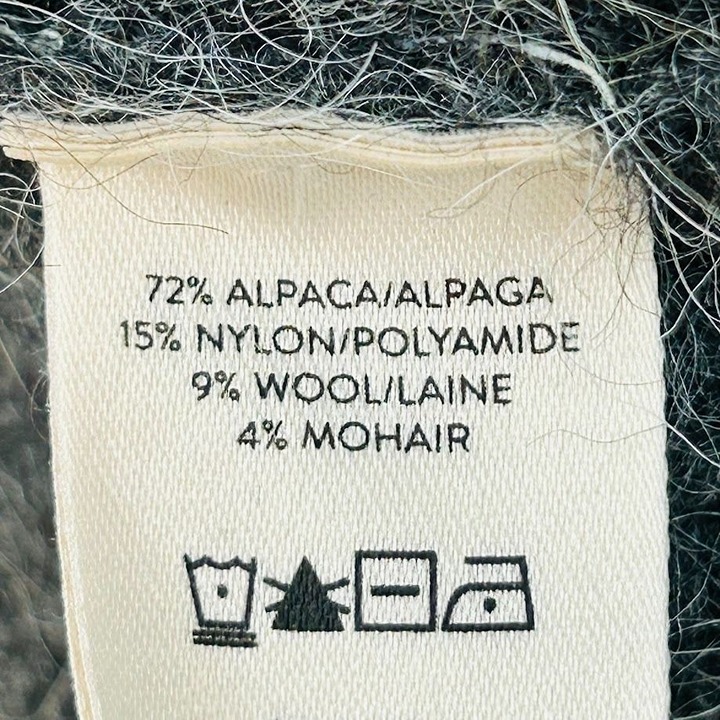 72% ALPACA/ALPAGA
15% NYLON/POLYAMIDE
9% WOOL/LAINE
4% MOHAIR